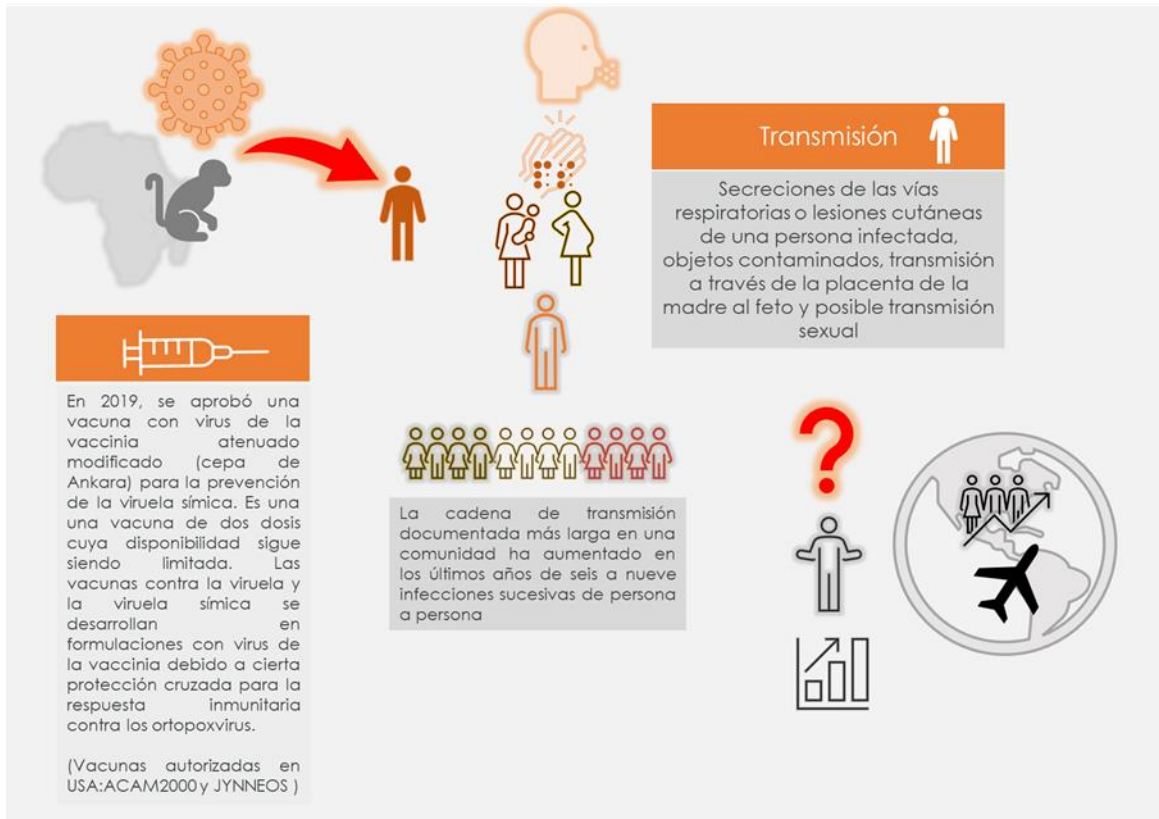 Transmisión
Secreciones de las vías
respiratorias o lesiones cutáneas
de una persona infectada,
objetos contaminados, transmisión
a través de la placenta de la
madre al feto y posible transmisión
sexual
En 2019, se aprobó una
vacuna con virus de la
vaccinia atenuado
modificado (cepa de
Ankara) para la prevención
de la viruela símica. Es una
una vacuna de dos dosis
cuya disponibilidad sigue
siendo limitada. Las
vacunas contra la viruela y
la viruela símica se
desarrollan en
formulaciones con virus de
la vaccinia debido a cierta
protección cruzada para la
respuesta inmunitaria
contra los ortopoxvirus.
(Vacunas autorizadas en
USA:ACAM2000 y JYNNEOS )
La cadena de transmisión
documentada más larga en una
comunidad ha aumentado en
los últimos años de seis a nueve
infecciones sucesivas de persona
a persona
?